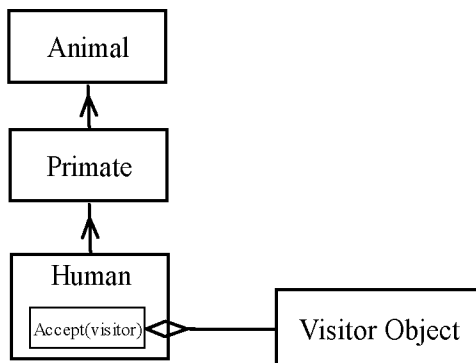 Animal
Primate
Human
Accept(visitor)
Visitor Object